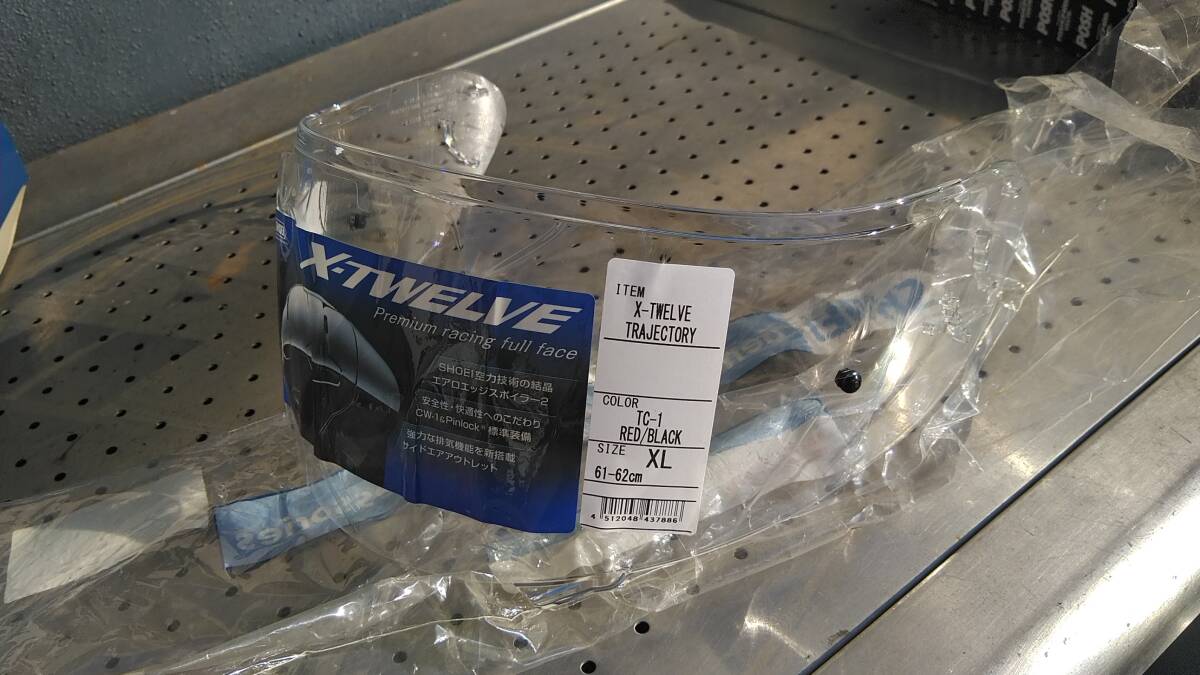 X-TWELVE
Premium racing full face
SHOEI空力技術の結晶
エアロエッジスポイラー2
安全性・快適性へのこだわり
CW-1&Pinlock®標準装備
強力な排気機能を新搭載
サイドエアアウトレット
ITEM
X-TWELVE
TRAJECTORY
COLOR
TC-1
RED/BLACK
SIZE XL
61-62cm
4 512048 437886
POSH
POSH
POSH